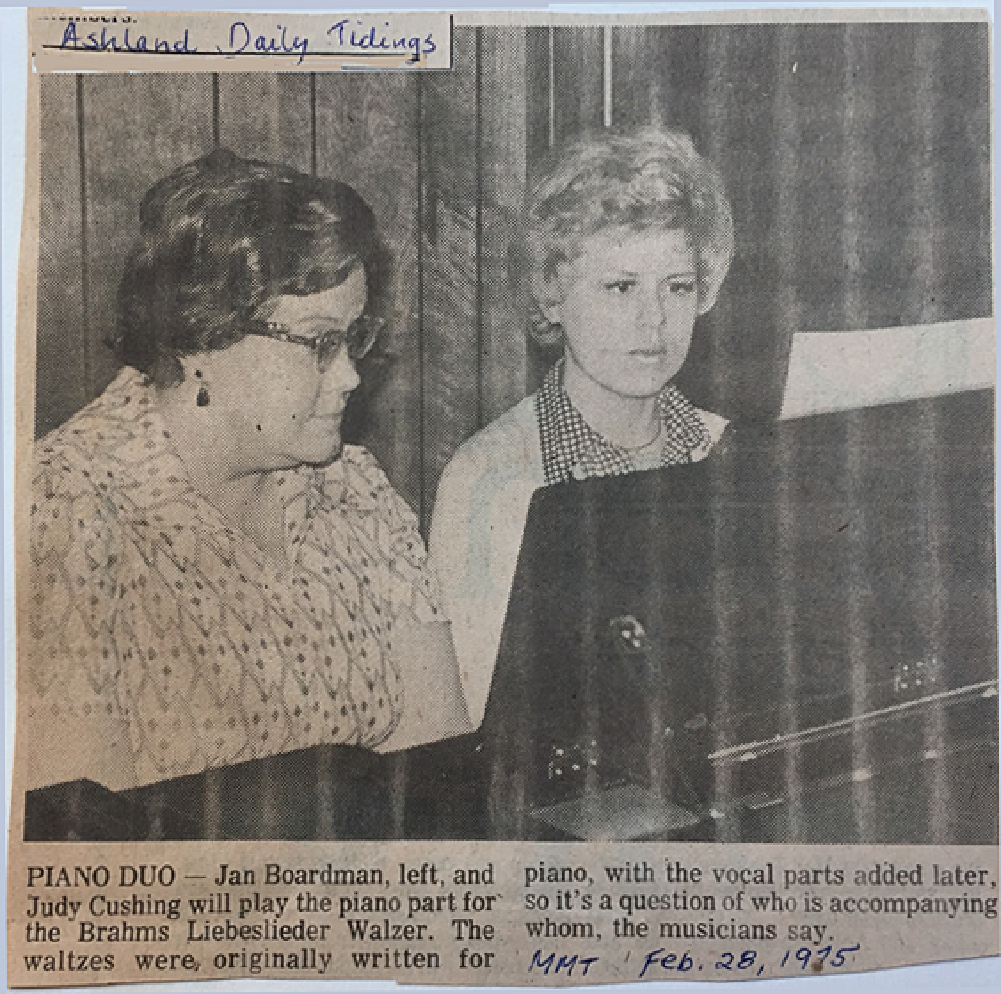 Ashland Daily Tidings
PIANO DUO — Jan Boardman, left, and
Judy Cushing will play the piano part for
the Brahms Liebeslieder Walzer. The
waltzes were originally written for
piano, with the vocal parts added later,
so it's a question of who is accompanying
whom, the musicians say.
MMT Feb. 28, 1975